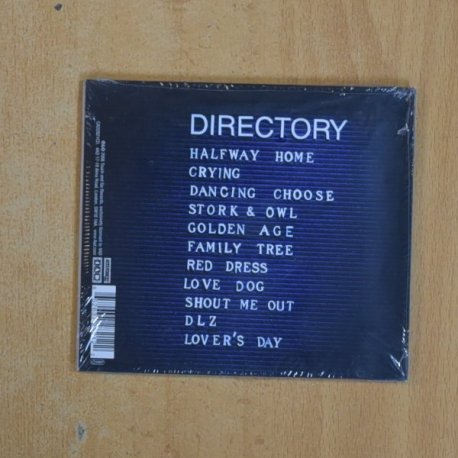 DIRECTORY
HALFWAY HOME
CRYING
DANCING CHOOSE
STORK & OWL
GOLDEN AGE
FAMILY TREE
RED DRESS
LOVE DOG
SHOUT ME OUT
DLZ
LOVER'S DAY